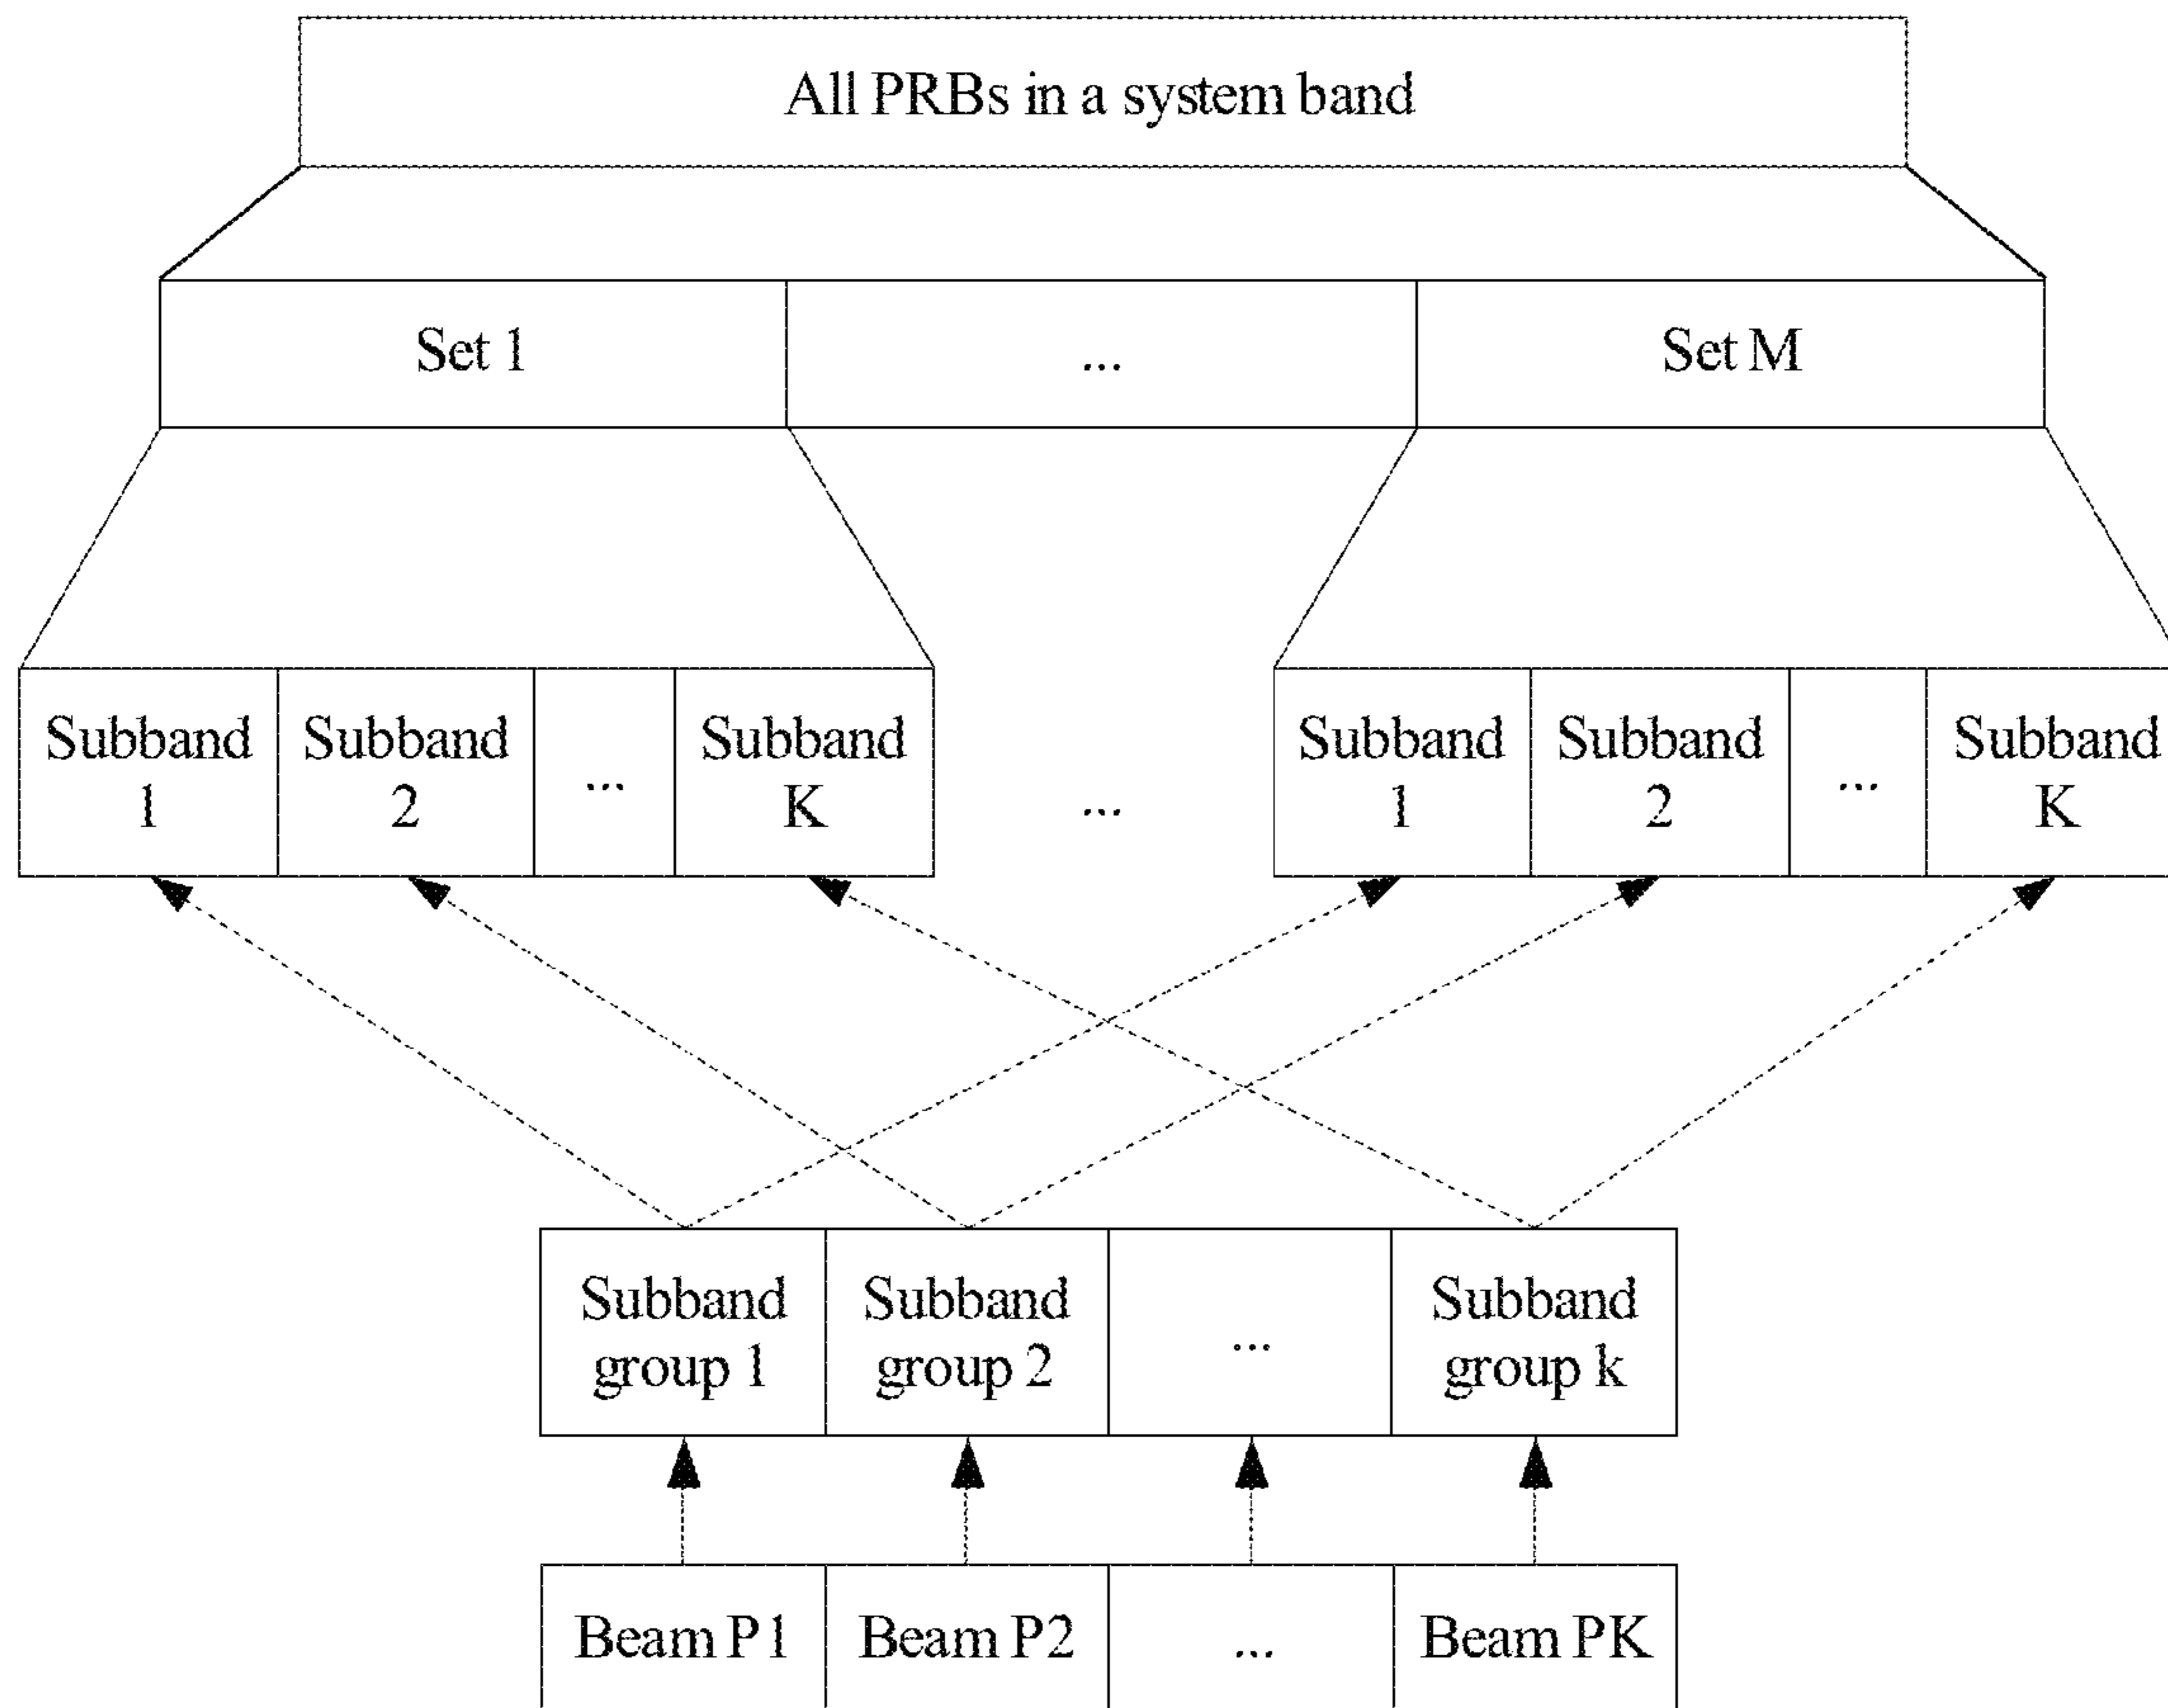 All PRBs in a system band
Set 1
...
Set M
Subband
1
Subband
2
...
Subband
K
...
Subband
1
Subband
2
...
Subband
K
Subband
group 1
Subband
group 2
...
Subband
group k
Beam P1
Beam P2
...
Beam PK